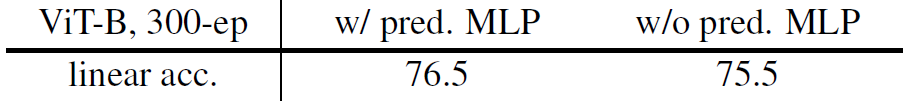 ViT-B, 300-ep w/ pred. MLP w/o pred. MLP
linear acc. 76.5 75.5